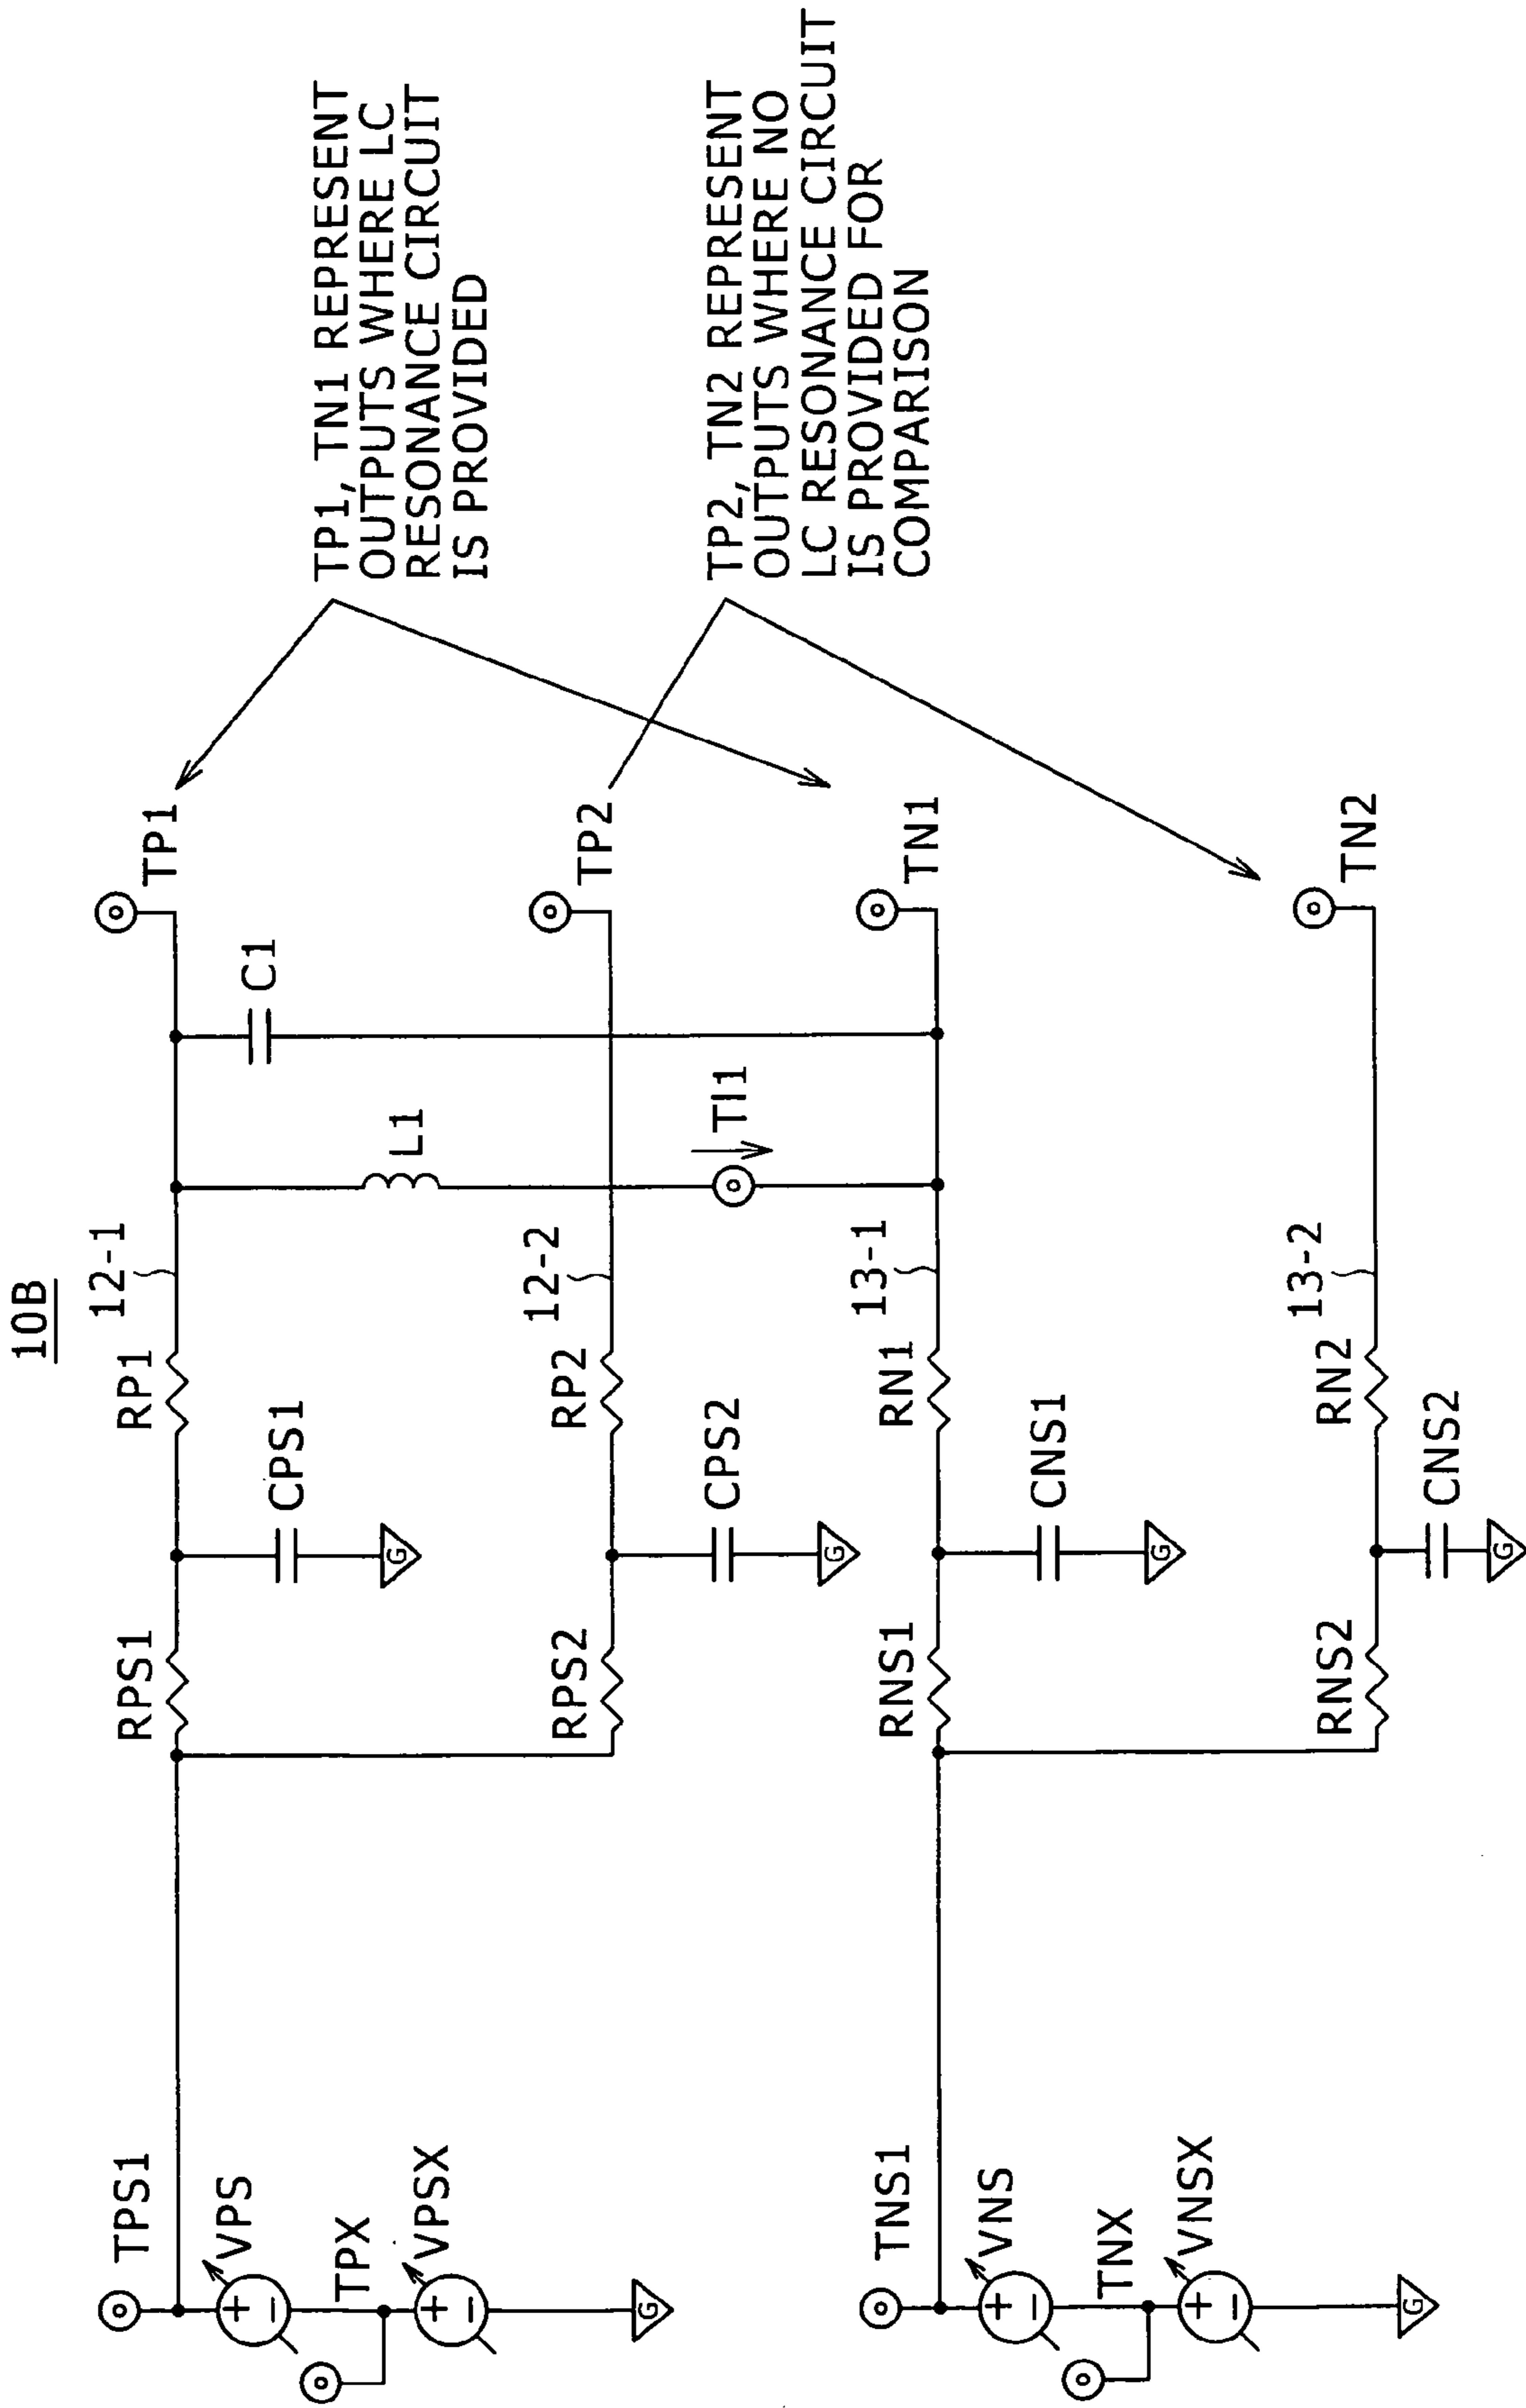 10B
TPS1
VPS
TPX
VPSX
G
RPS1
CPS1
G
RP1
12-1
L1
C1
TP1
TP1, TN1 REPRESENT
OUTPUTS WHERE LC
RESONANCE CIRCUIT
IS PROVIDED
RPS2
CPS2
G
RP2
12-2
TI1
TP2
TP2, TN2 REPRESENT
OUTPUTS WHERE NO
LC RESONANCE CIRCUIT
IS PROVIDED FOR
COMPARISON
TNS1
VNS
TNX
VNSX
G
RNS1
CNS1
G
RN1
13-1
TN1
RNS2
CNS2
G
RN2
13-2
TN2